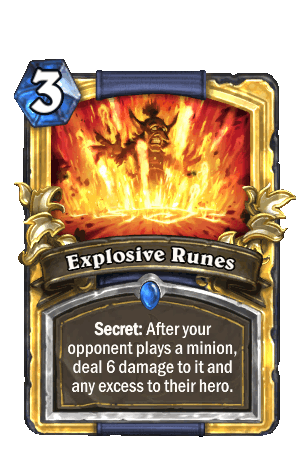 3
Explosive Runes
Secret: After your
opponent plays a minion,
deal 6 damage to it and
any excess to their hero.